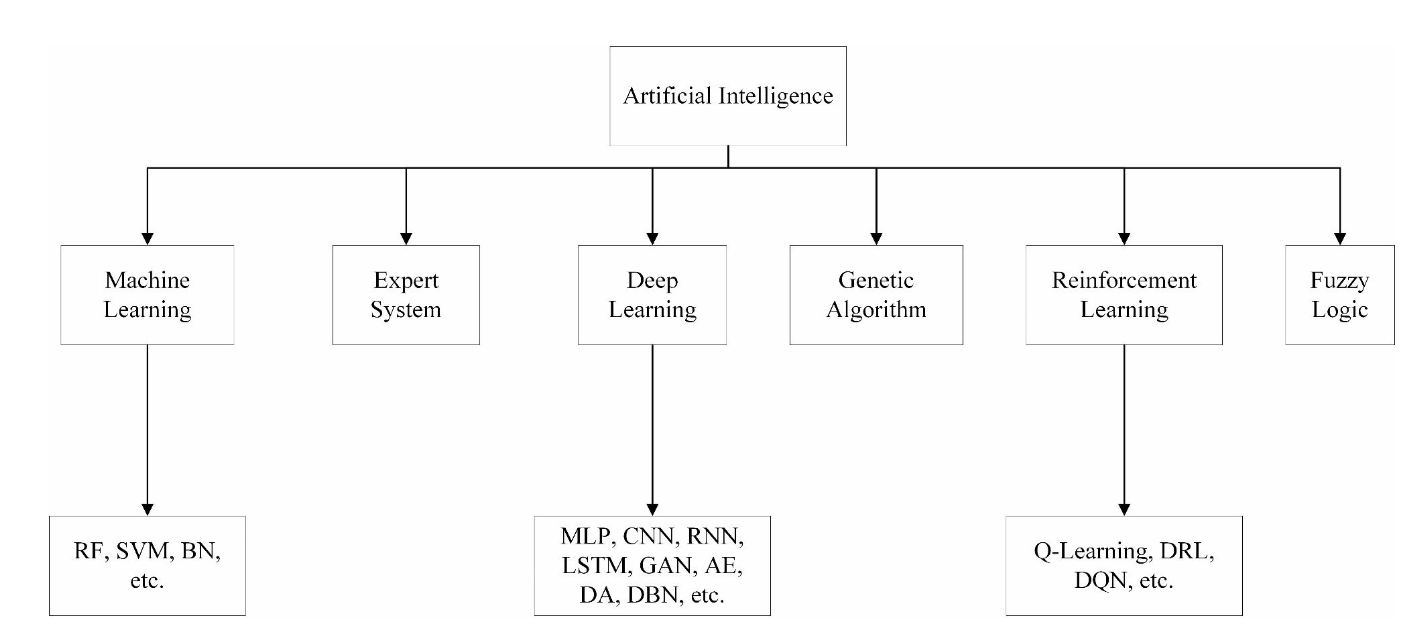 Artificial Intelligence
Machine
Learning
Expert
System
Deep
Learning
Genetic
Algorithm
Reinforcement
Learning
Fuzzy
Logic
RF, SVM, BN,
etc.
MLP, CNN, RNN,
LSTM, GAN, AE,
DA, DBN, etc.
Q-Learning, DRL,
DQN, etc.